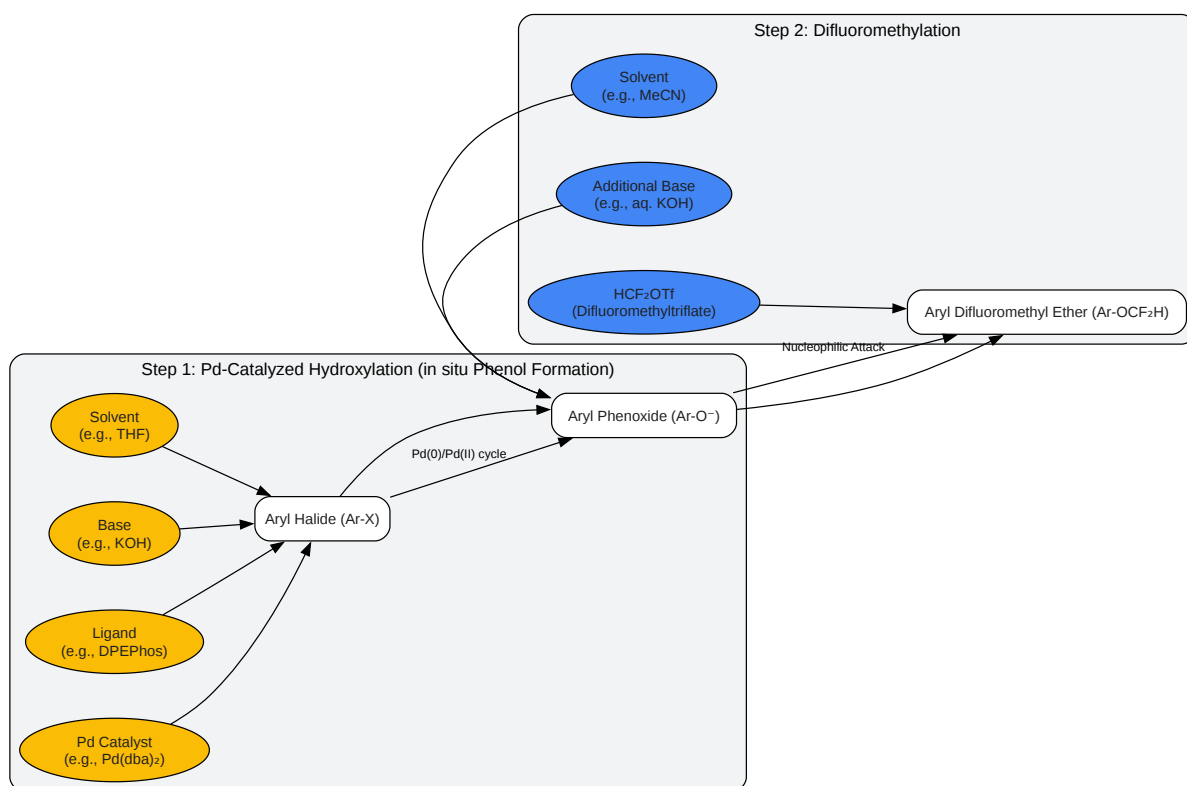 Step 2: Difluoromethylation
Solvent
(e.g., MeCN)
Additional Base
(e.g., aq. KOH)
HCF₂OTf
(Difluoromethyltriflate)
Aryl Difluoromethyl Ether (Ar-OCF₂H)
Nucleophilic Attack
Step 1: Pd-Catalyzed Hydroxylation (in situ Phenol Formation)
Solvent
(e.g., THF)
Aryl Phenoxide (Ar-O⁻)
Pd(0)/Pd(II) cycle
Base
(e.g., KOH)
Aryl Halide (Ar-X)
Ligand
(e.g., DPEPhos)
Pd Catalyst
(e.g., Pd(dba)₂)